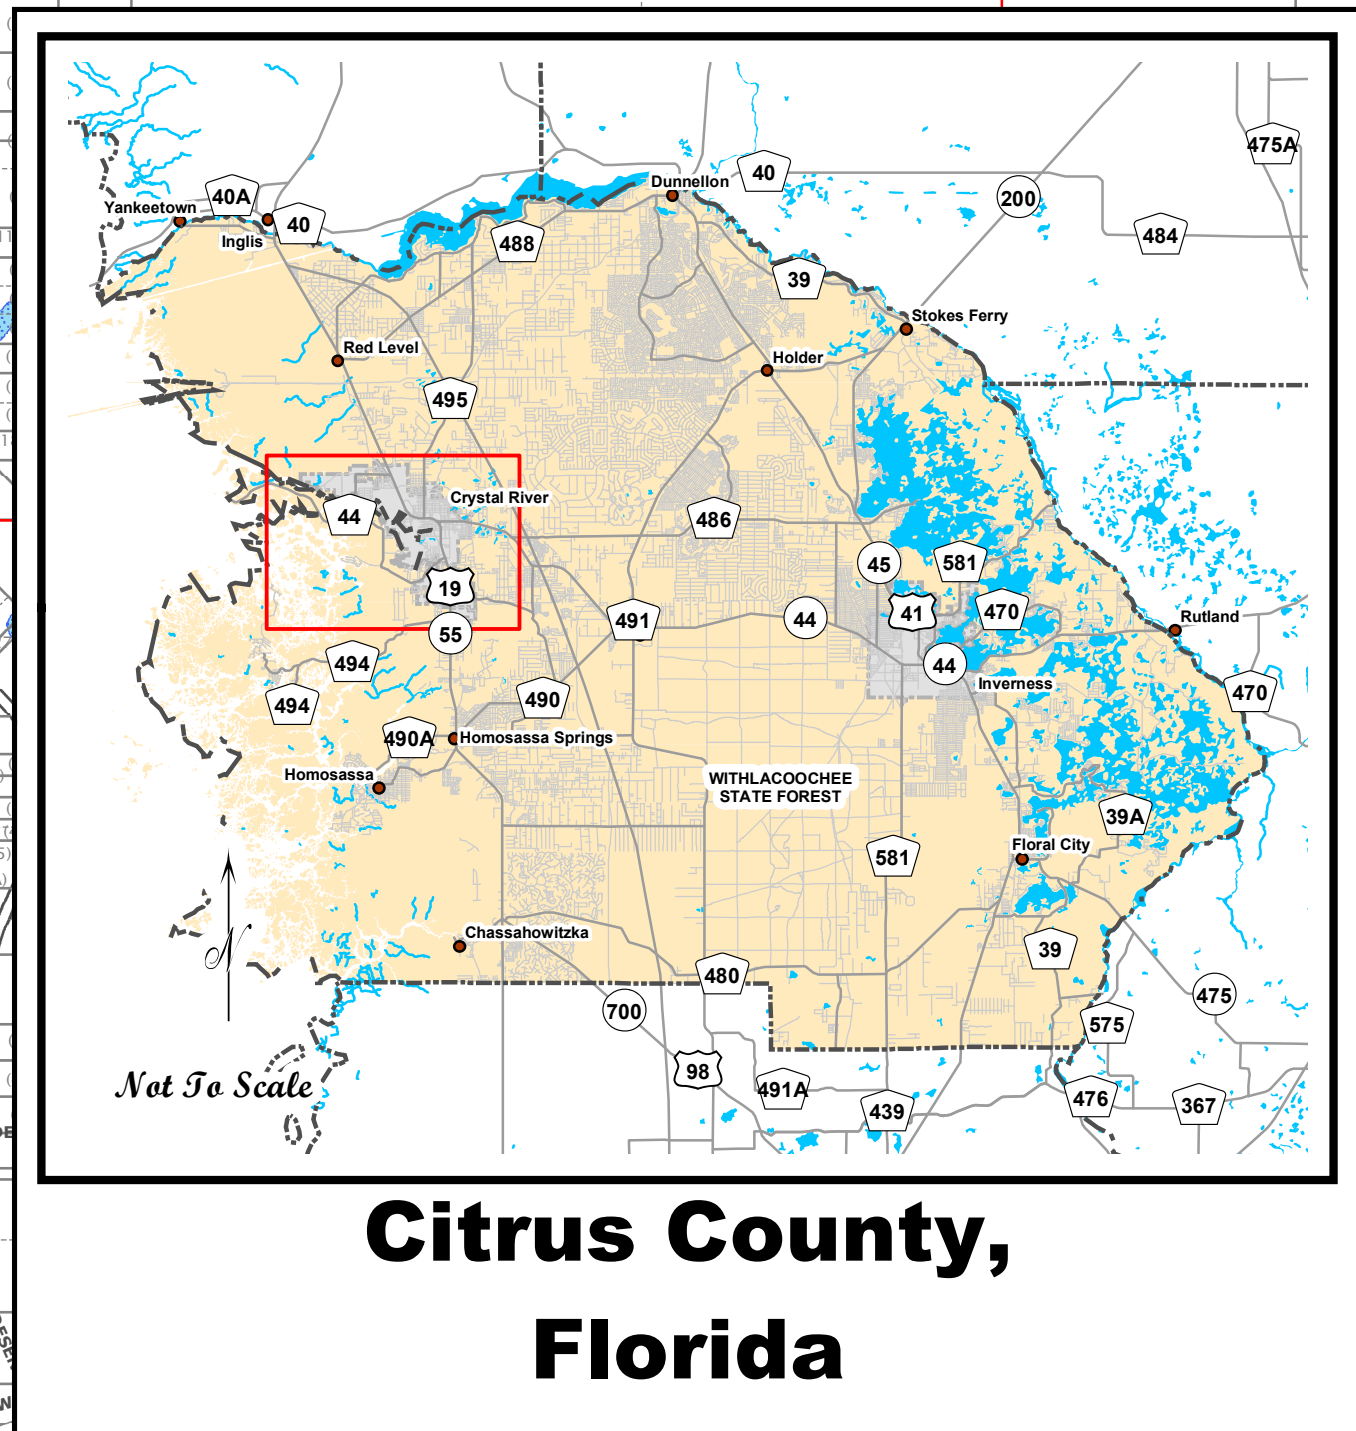 475A
40
Dunnellon
40A
200
Yankeetown
40
484
Inglis
488
39
Stokes Ferry
Red Level
Holder
495
Crystal River
44
486
45
581
19
41
470
491
44
Rutland
55
494
44
Inverness
470
494
490
490A
Homosassa Springs
Homosassa
WITHLACOOCHEE
STATE FOREST
39A
Floral City
581
Chassahowitzka
39
480
475
700
575
N
98
Not To Scale
491A
476
367
439
Citrus County,
Florida